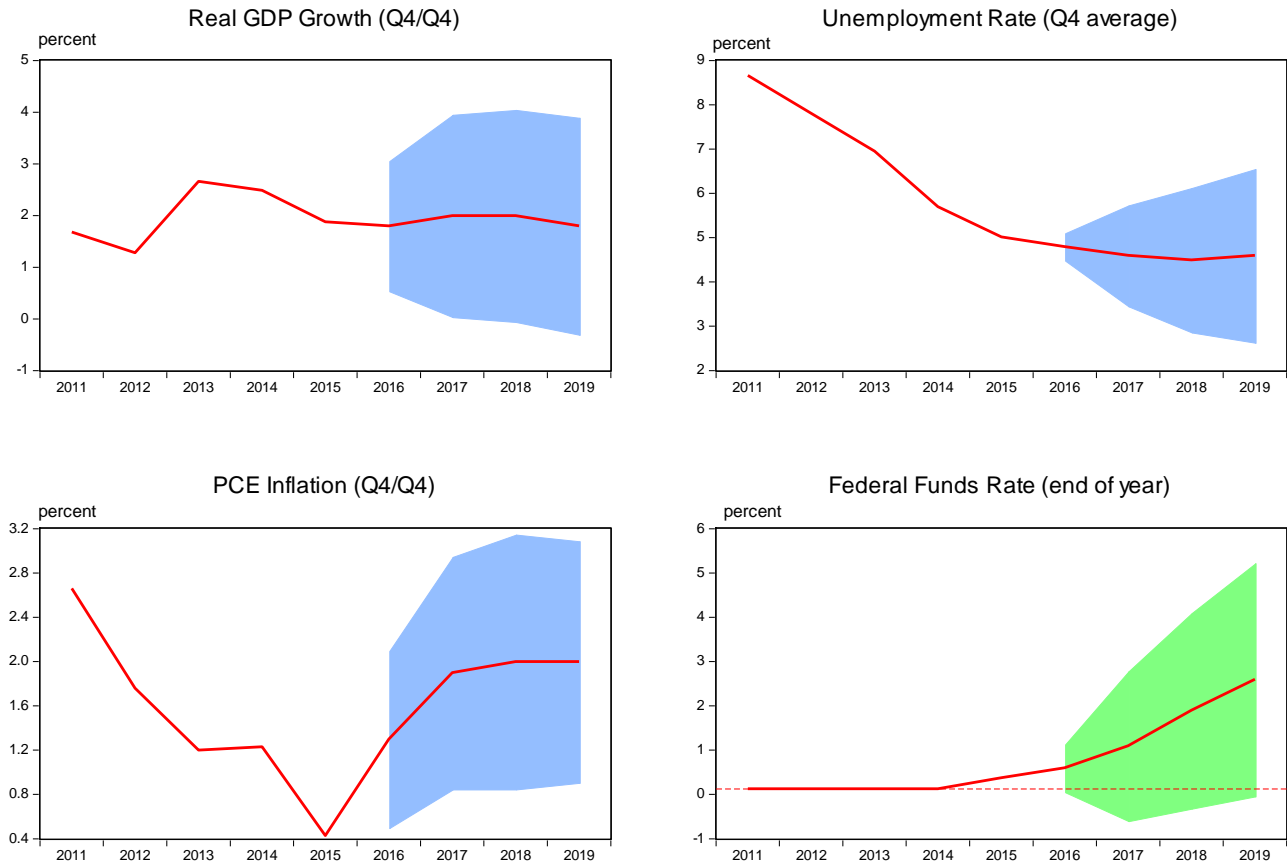 Real GDP Growth (Q4/Q4)
percent
5
4
3
2
1
0
-1
2011 2012 2013 2014 2015 2016 2017 2018 2019
Unemployment Rate (Q4 average)
percent
9
8
7
6
5
4
3
2
2011 2012 2013 2014 2015 2016 2017 2018 2019
PCE Inflation (Q4/Q4)
percent
3.2
2.8
2.4
2.0
1.6
1.2
0.8
0.4
2011 2012 2013 2014 2015 2016 2017 2018 2019
Federal Funds Rate (end of year)
percent
6
5
4
3
2
1
0
-1
2011 2012 2013 2014 2015 2016 2017 2018 2019